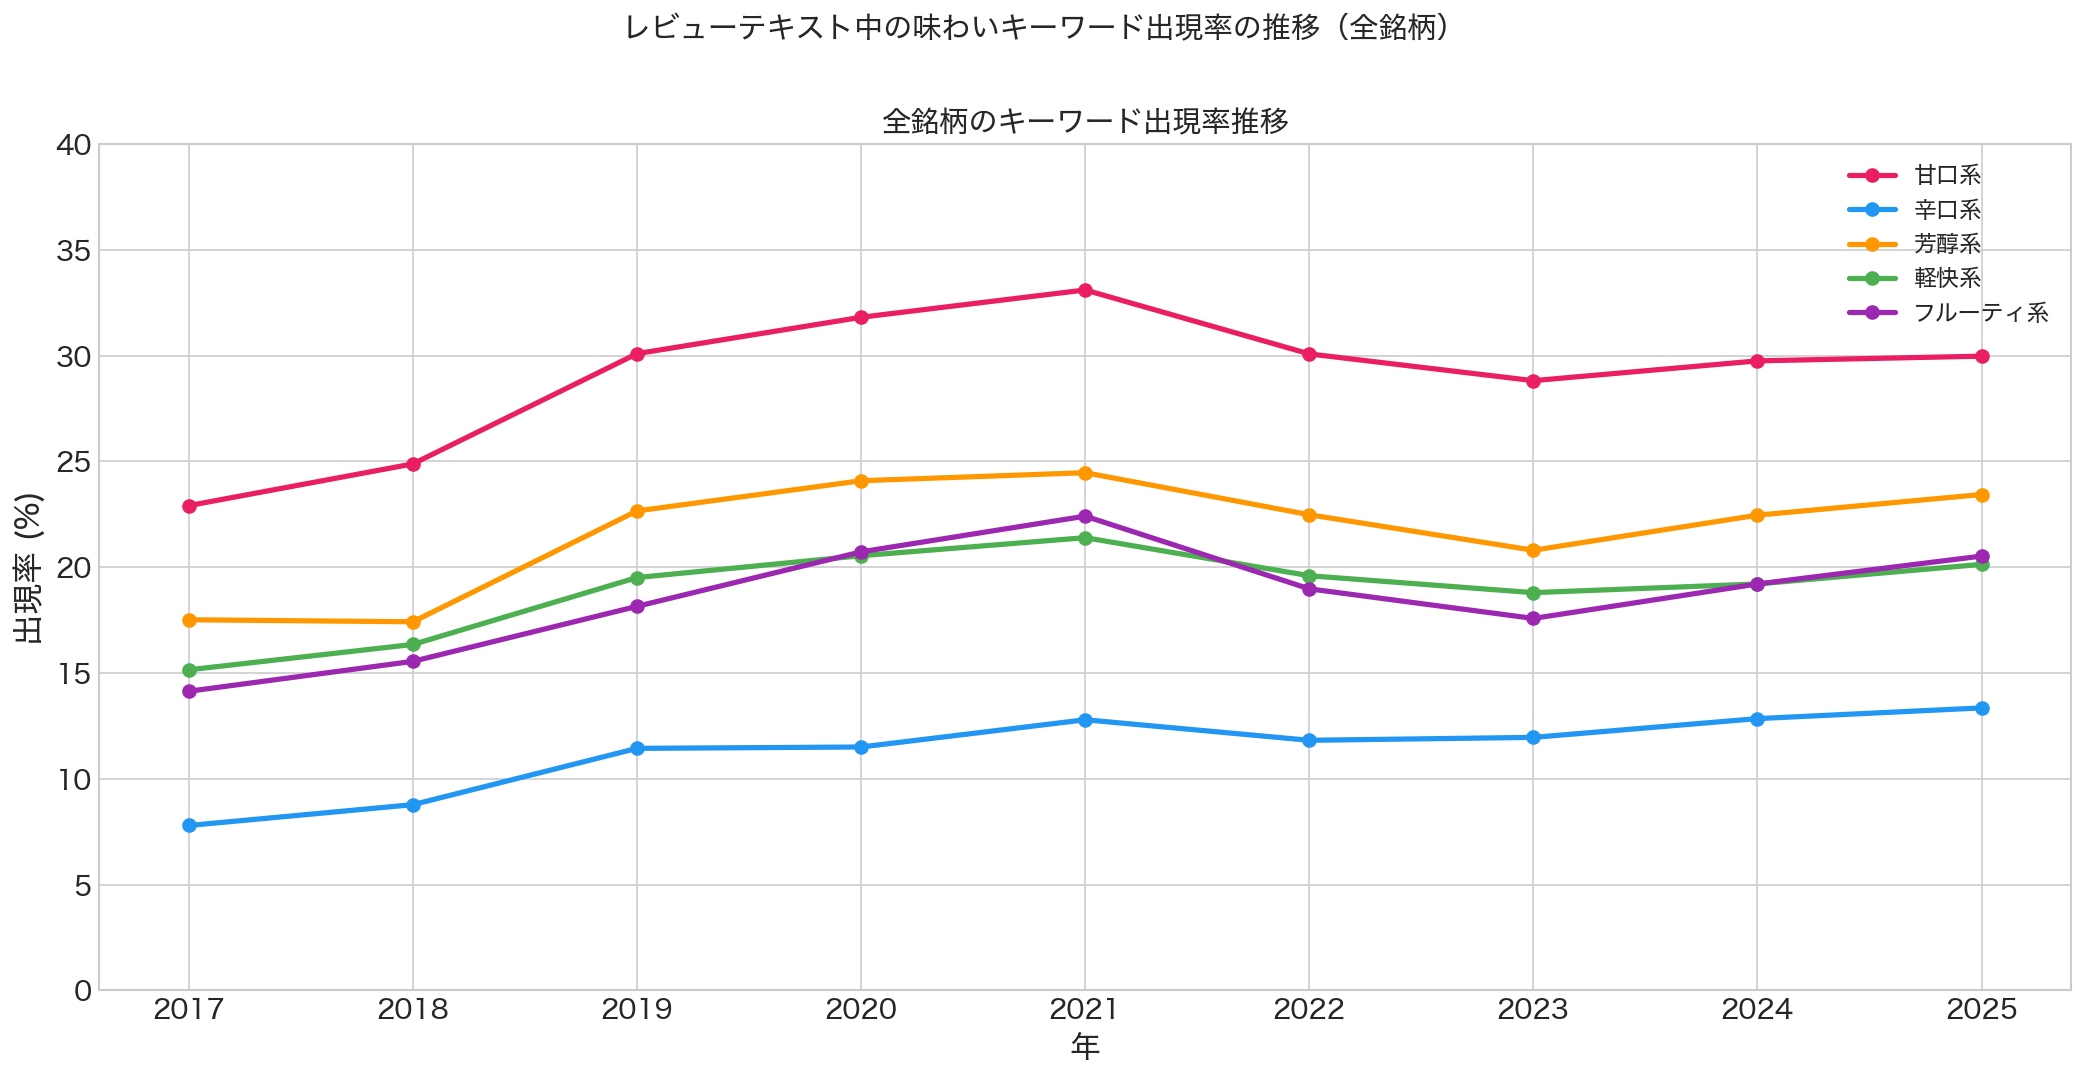 レビューテキスト中の味わいキーワード出現率の推移（全銘柄）
全銘柄のキーワード出現率推移
出現率 (%)
40
35
30
25
20
15
10
5
0
甘口系
辛口系
芳醇系
軽快系
フルーティ系
2017 2018 2019 2020 2021 2022 2023 2024 2025
年